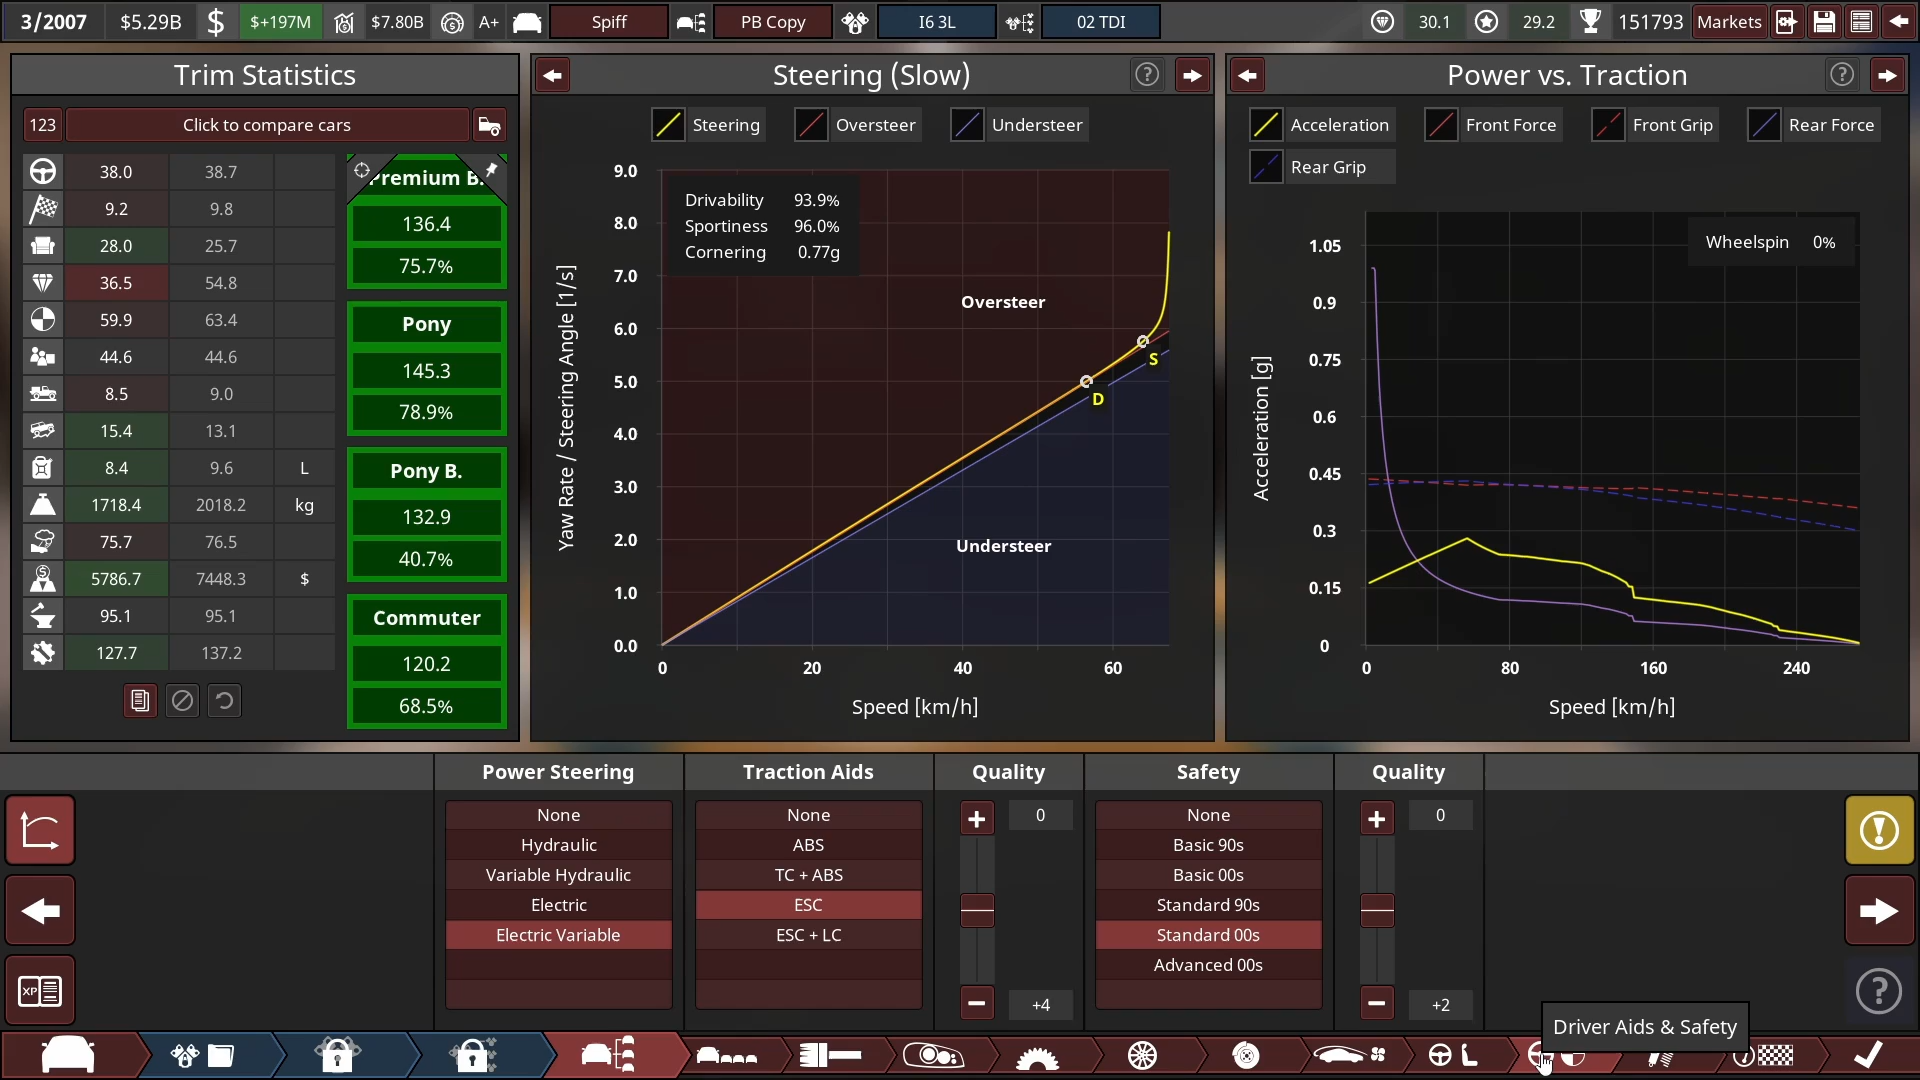 3/2007 $5.29B $+197M $7.80B A+ Spiff PB Copy I6 3L 02 TDI 30.1 29.2 151793 Markets
Trim Statistics
123 Click to compare cars
38.0 38.7
9.2 9.8
28.0 25.7
36.5 54.8
59.9 63.4
44.6 44.6
8.5 9.0
15.4 13.1
8.4 9.6 L
1718.4 2018.2 kg
75.7 76.5
5786.7 7448.3 $
95.1 95.1
127.7 137.2
Premium B.
136.4
75.7%
Pony
145.3
78.9%
Pony B.
132.9
40.7%
Commuter
120.2
68.5%
Steering (Slow)
?
Steering Oversteer Understeer
Drivability 93.9%
Sportiness 96.0%
Cornering 0.77g
Yaw Rate / Steering Angle [1/s]
9.0
8.0
7.0
6.0
5.0
4.0
3.0
2.0
1.0
0.0
Oversteer
S
D
Understeer
0 20 40 60
Speed [km/h]
Power vs. Traction
?
Acceleration Front Force Front Grip Rear Force
Rear Grip
Wheelspin 0%
Acceleration [g]
1.05
0.9
0.75
0.6
0.45
0.3
0.15
0
0 80 160 240
Speed [km/h]
Power Steering
None
Hydraulic
Variable Hydraulic
Electric
Electric Variable
Traction Aids
None
ABS
TC + ABS
ESC
ESC + LC
Quality
+ 0
− +4
Safety
None
Basic 90s
Basic 00s
Standard 90s
Standard 00s
Advanced 00s
Quality
+ 0
− +2
XP
?
Driver Aids & Safety